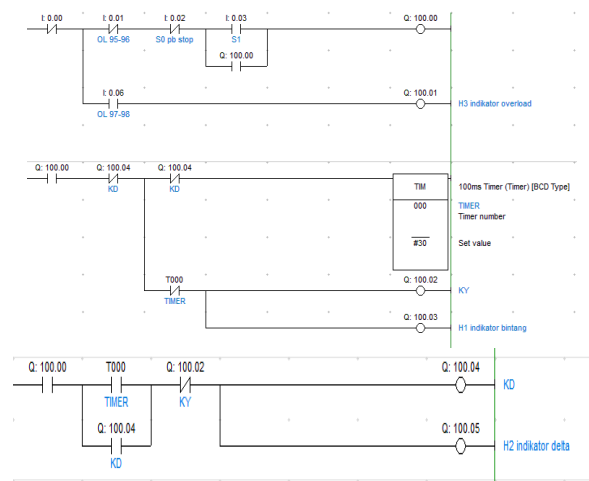 I: 0.00 I: 0.01 I: 0.02 I: 0.03 Q: 100.00
OL 95-96 S0 pb stop S1
Q: 100.00
I: 0.06 Q: 100.01
OL 97-98 H3 indikator overload
Q: 100.00 Q: 100.04 Q: 100.04
KD KD
TIM 100ms Timer (Timer) [BCD Type]
000 TIMER
Timer number
#30 Set value
T000 Q: 100.02
TIMER KY
Q: 100.03
H1 indikator bintang
Q: 100.00 T000 Q: 100.02 Q: 100.04
TIMER KY KD
Q: 100.04 Q: 100.05
KD H2 indikator delta